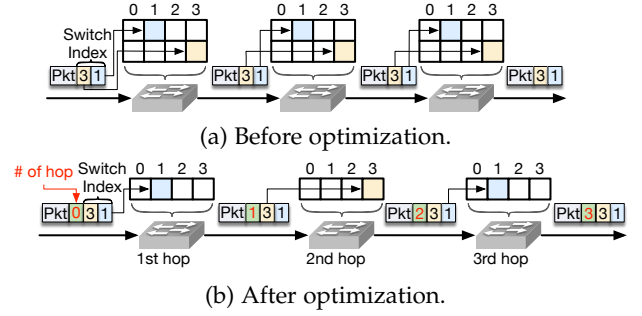 0 1 2 3 0 1 2 3 0 1 2 3
Switch
Index
Pkt 3 1 Pkt 3 1 Pkt 3 1 Pkt 3 1
(a) Before optimization.
# of hop Switch
Index
0 1 2 3 0 1 2 3 0 1 2 3
Pkt 0 3 1 Pkt 1 3 1 Pkt 2 3 1 Pkt 3 3 1
1st hop 2nd hop 3rd hop
(b) After optimization.